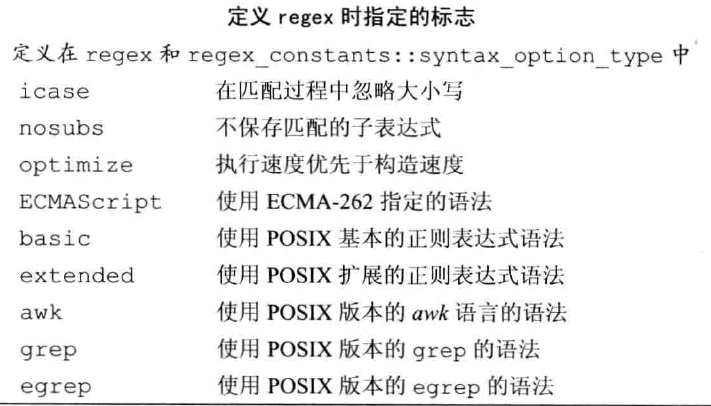 定义 regex 时指定的标志
定义在 regex 和 regex_constants::syntax_option_type 中
icase 在匹配过程中忽略大小写
nosubs 不保存匹配的子表达式
optimize 执行速度优先于构造速度
ECMAScript 使用 ECMA-262 指定的语法
basic 使用 POSIX 基本的正则表达式语法
extended 使用 POSIX 扩展的正则表达式语法
awk 使用 POSIX 版本的 awk 语言的语法
grep 使用 POSIX 版本的 grep 的语法
egrep 使用 POSIX 版本的 egrep 的语法